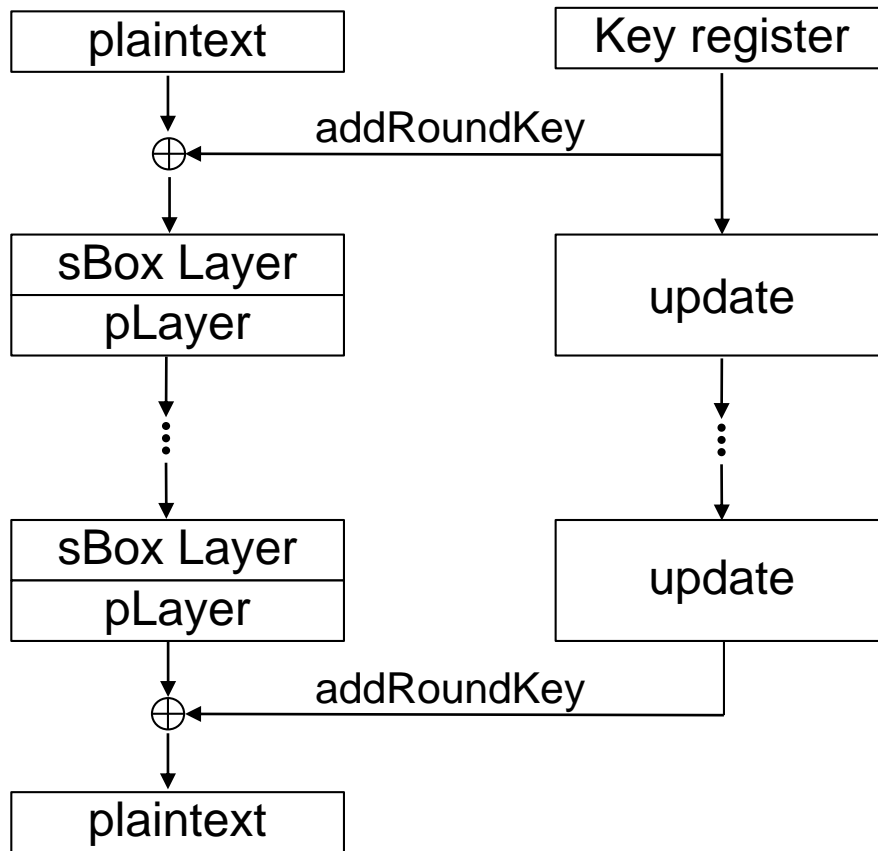 plaintext
Key register
addRoundKey
sBox Layer
pLayer
update
sBox Layer
pLayer
update
addRoundKey
plaintext